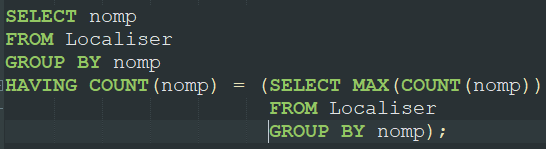 SELECT nomp
FROM Localiser
GROUP BY nomp
HAVING COUNT(nomp) = (SELECT MAX(COUNT(nomp))
FROM Localiser
GROUP BY nomp);